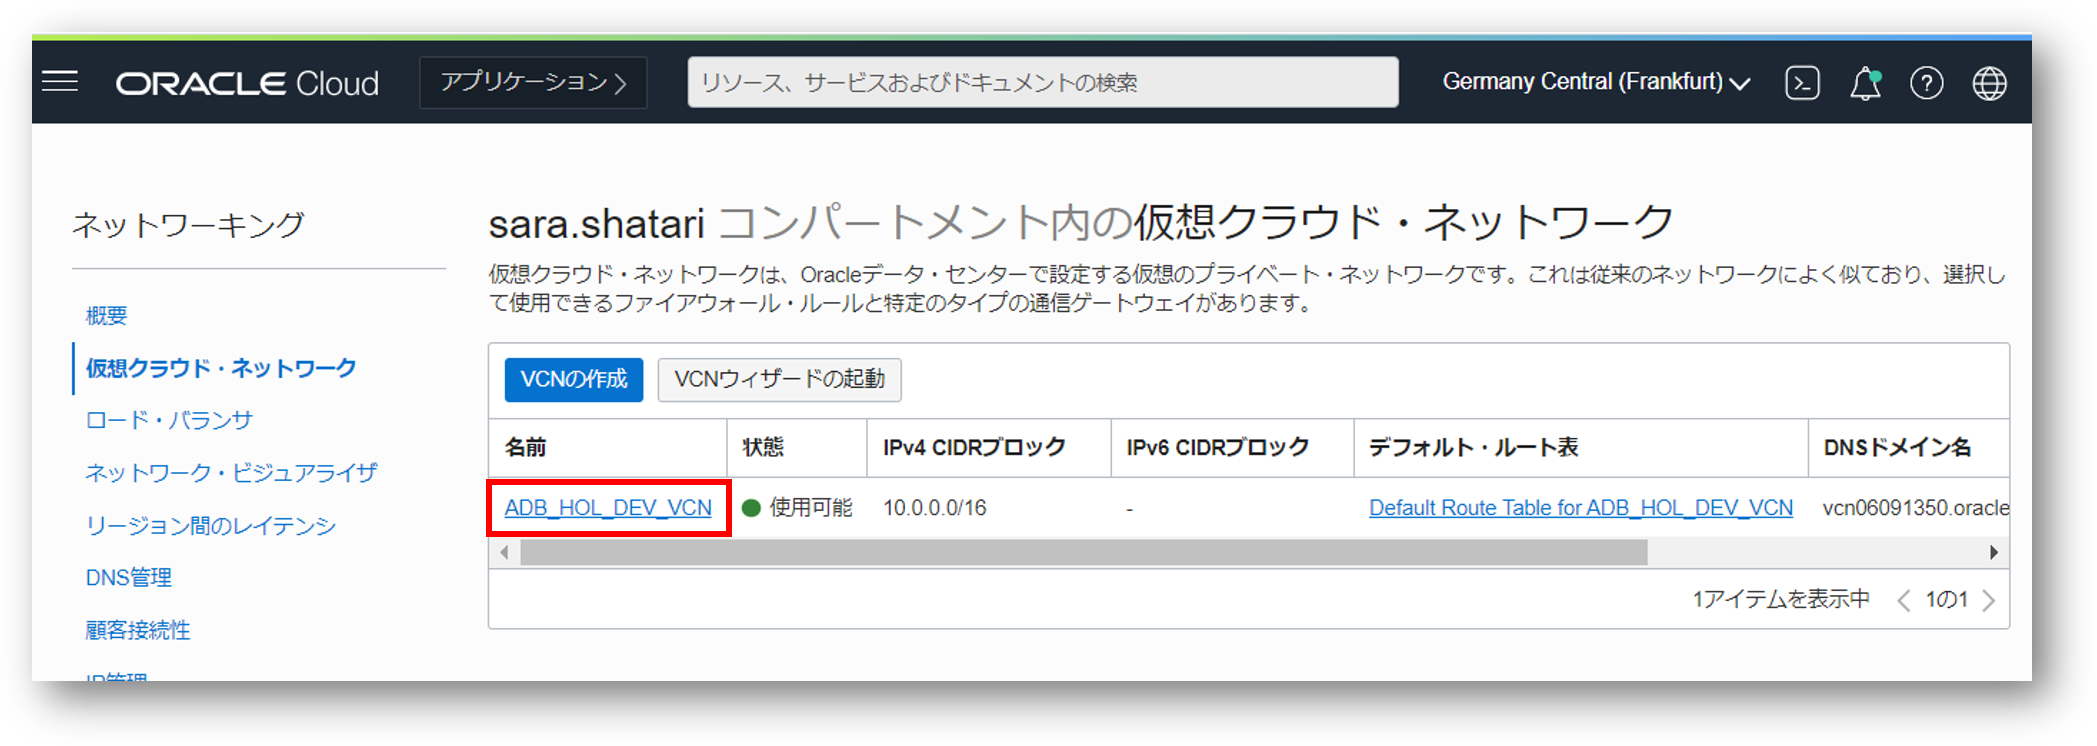 ORACLE Cloud
アプリケーション
リソース、サービスおよびドキュメントの検索
Germany Central (Frankfurt)
ネットワーキング
概要
仮想クラウド・ネットワーク
ロード・バランサ
ネットワーク・ビジュアライザ
リージョン間のレイテンシ
DNS管理
顧客接続性
IP管理
sara.shatari コンパートメント内の仮想クラウド・ネットワーク
仮想クラウド・ネットワークは、Oracleデータ・センターで設定する仮想のプライベート・ネットワークです。これは従来のネットワークによく似ており、選択し
て使用できるファイアウォール・ルールと特定のタイプの通信ゲートウェイがあります。
VCNの作成 VCNウィザードの起動
名前 状態 IPv4 CIDRブロック IPv6 CIDRブロック デフォルト・ルート表 DNSドメイン名
ADB_HOL_DEV_VCN 使用可能 10.0.0.0/16 - Default Route Table for ADB_HOL_DEV_VCN vcn06091350.oracle
1アイテムを表示中 1の1